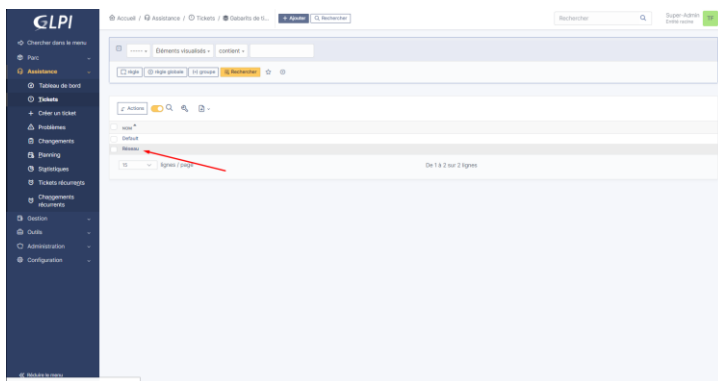 GLPI
Accueil / Assistance / Tickets / Gabarits de ti... + Ajouter Rechercher
Rechercher
Super-Admin
Entité racine
TP
Chercher dans le menu
Parc
Assistance
Tableau de bord
Tickets
+ Créer un ticket
Problèmes
Changements
Planning
Statistiques
Tickets récurrents
Changements
récurrents
Gestion
Outils
Administration
Configuration
Réduire le menu
----- Éléments visualisés contient
règle règle globale groupe Rechercher
Actions
NOM
Default
Réseau
15 lignes / page De 1 à 2 sur 2 lignes